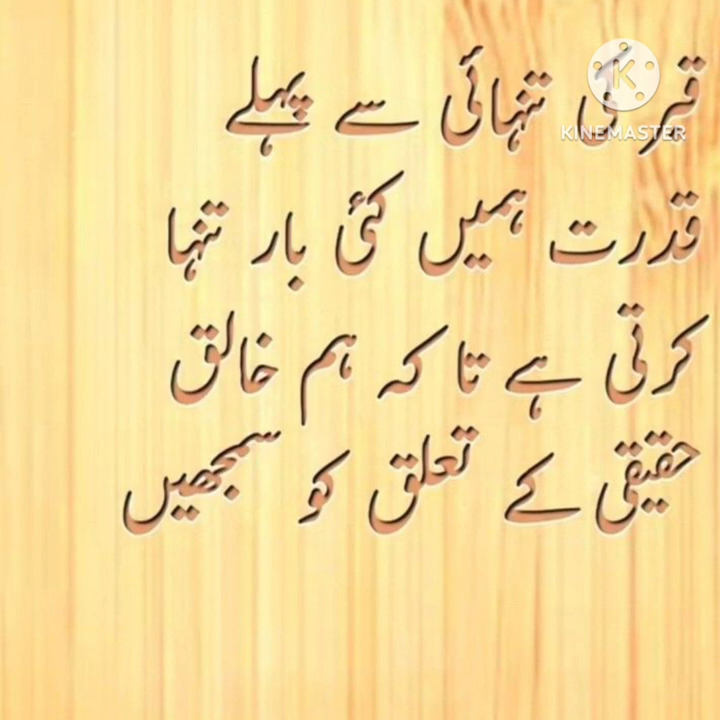 قبر کی تنہائی سے پہلے
KINEMASTER
قدرت ہمیں کئی بار تنہا
کرتی ہے تا کہ ہم خالق
حقیقی کے تعلق کو سمجھیں